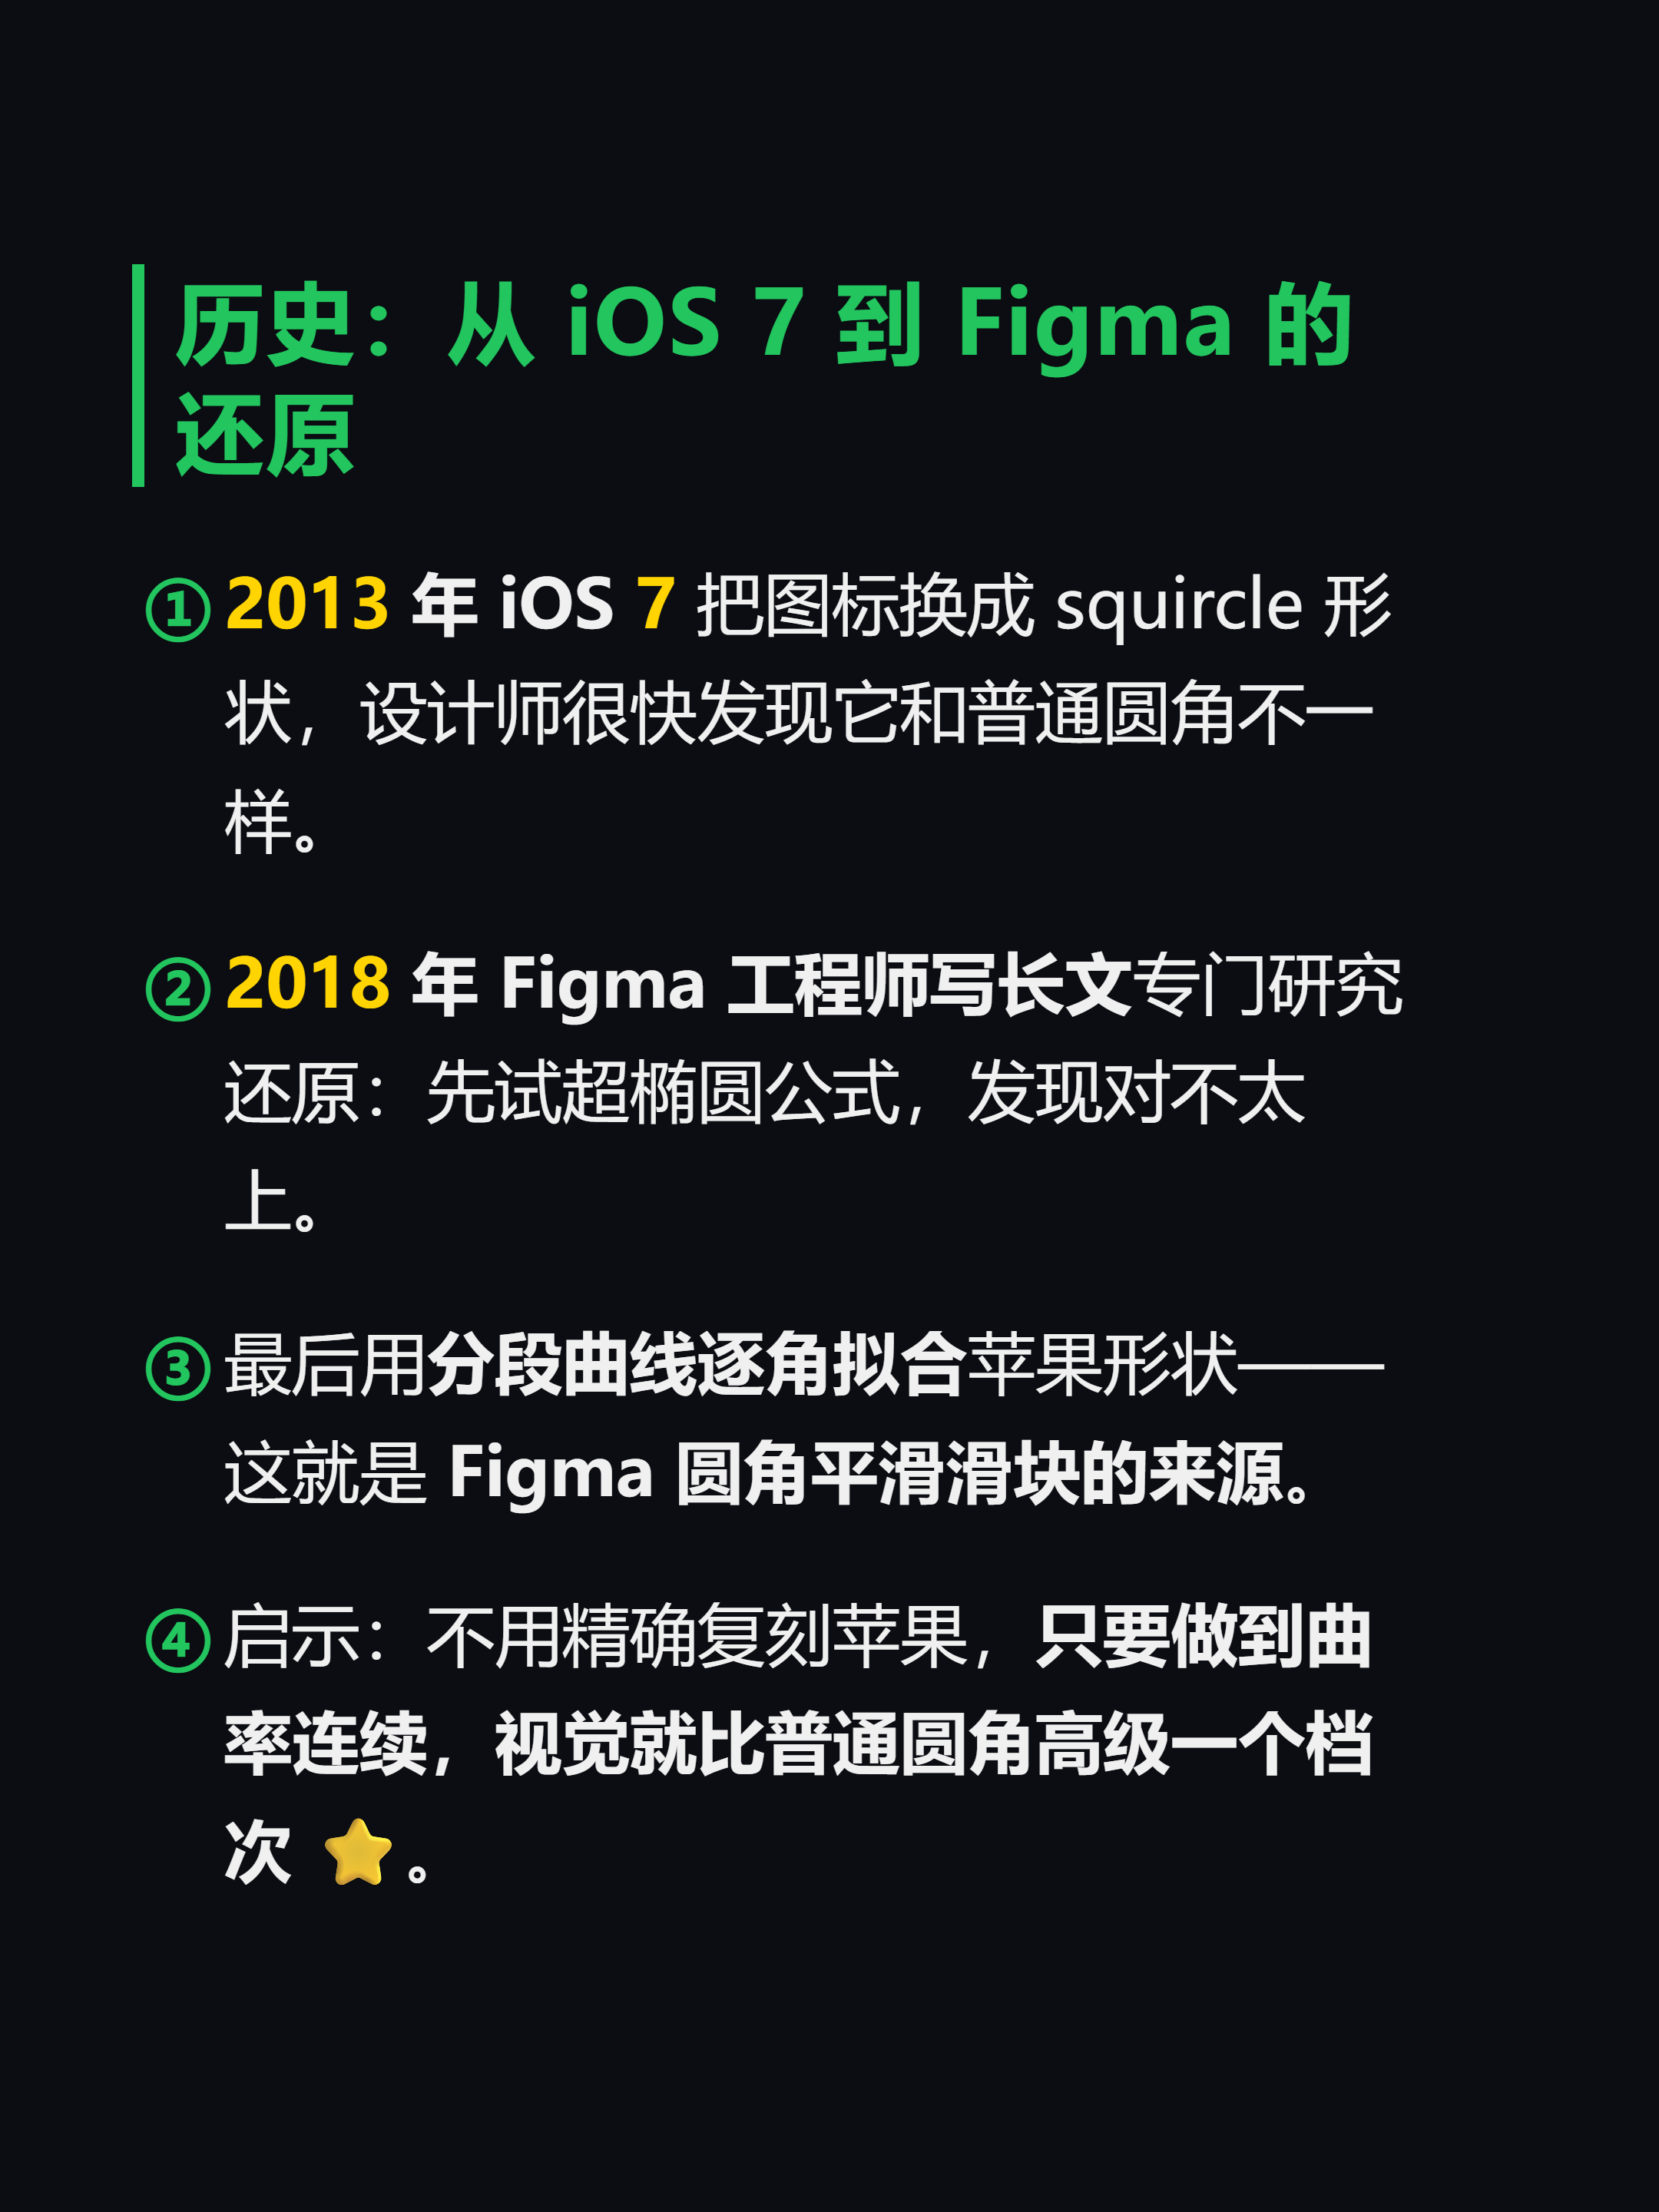 历史：从 iOS 7 到 Figma 的
还原
① 2013 年 iOS 7 把图标换成 squircle 形
状，设计师很快发现它和普通圆角不一
样。
② 2018 年 Figma 工程师写长文专门研究
还原：先试超椭圆公式，发现对不太
上。
③ 最后用分段曲线逐角拟合苹果形状——
这就是 Figma 圆角平滑滑块的来源。
④ 启示：不用精确复刻苹果，只要做到曲
率连续，视觉就比普通圆角高级一个档
次 ⭐。